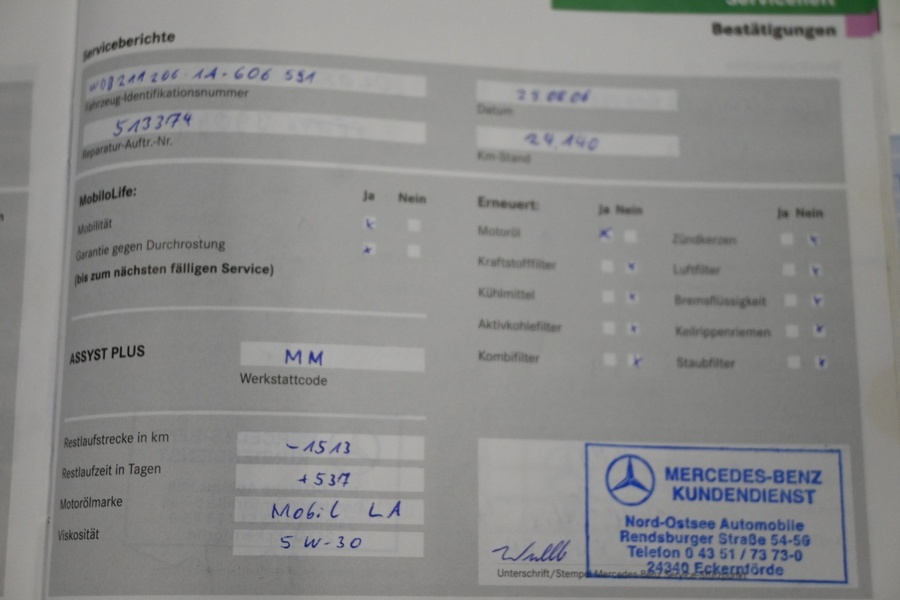 Serviceheft
Bestätigungen
Serviceberichte
WDB211206-1A-606 591
Fahrzeug-Identifikationsnummer
513374
Reparatur-Auftr.-Nr.
Datum
24.140
Km-Stand
MobiloLife: Ja Nein
Mobilität
Garantie gegen Durchrostung
(bis zum nächsten fälligen Service)
Erneuert: Ja Nein Ja Nein
Motoröl Zündkerzen
Kraftstofffilter Luftfilter
Kühlmittel Bremsflüssigkeit
Aktivkohlefilter Keilrippenriemen
Kombifilter Staubfilter
ASSYST PLUS MM
Werkstattcode
Restlaufstrecke in km -1513
Restlaufzeit in Tagen +537
Motorölmarke Mobil LA
Viskosität 5W-30
MERCEDES-BENZ
KUNDENDIENST
Nord-Ostsee Automobile
Rendsburger Straße 54-56
Telefon 0 43 51 / 73 73-0
24340 Eckernförde
Unterschrift/Stempel Mercedes-Benz